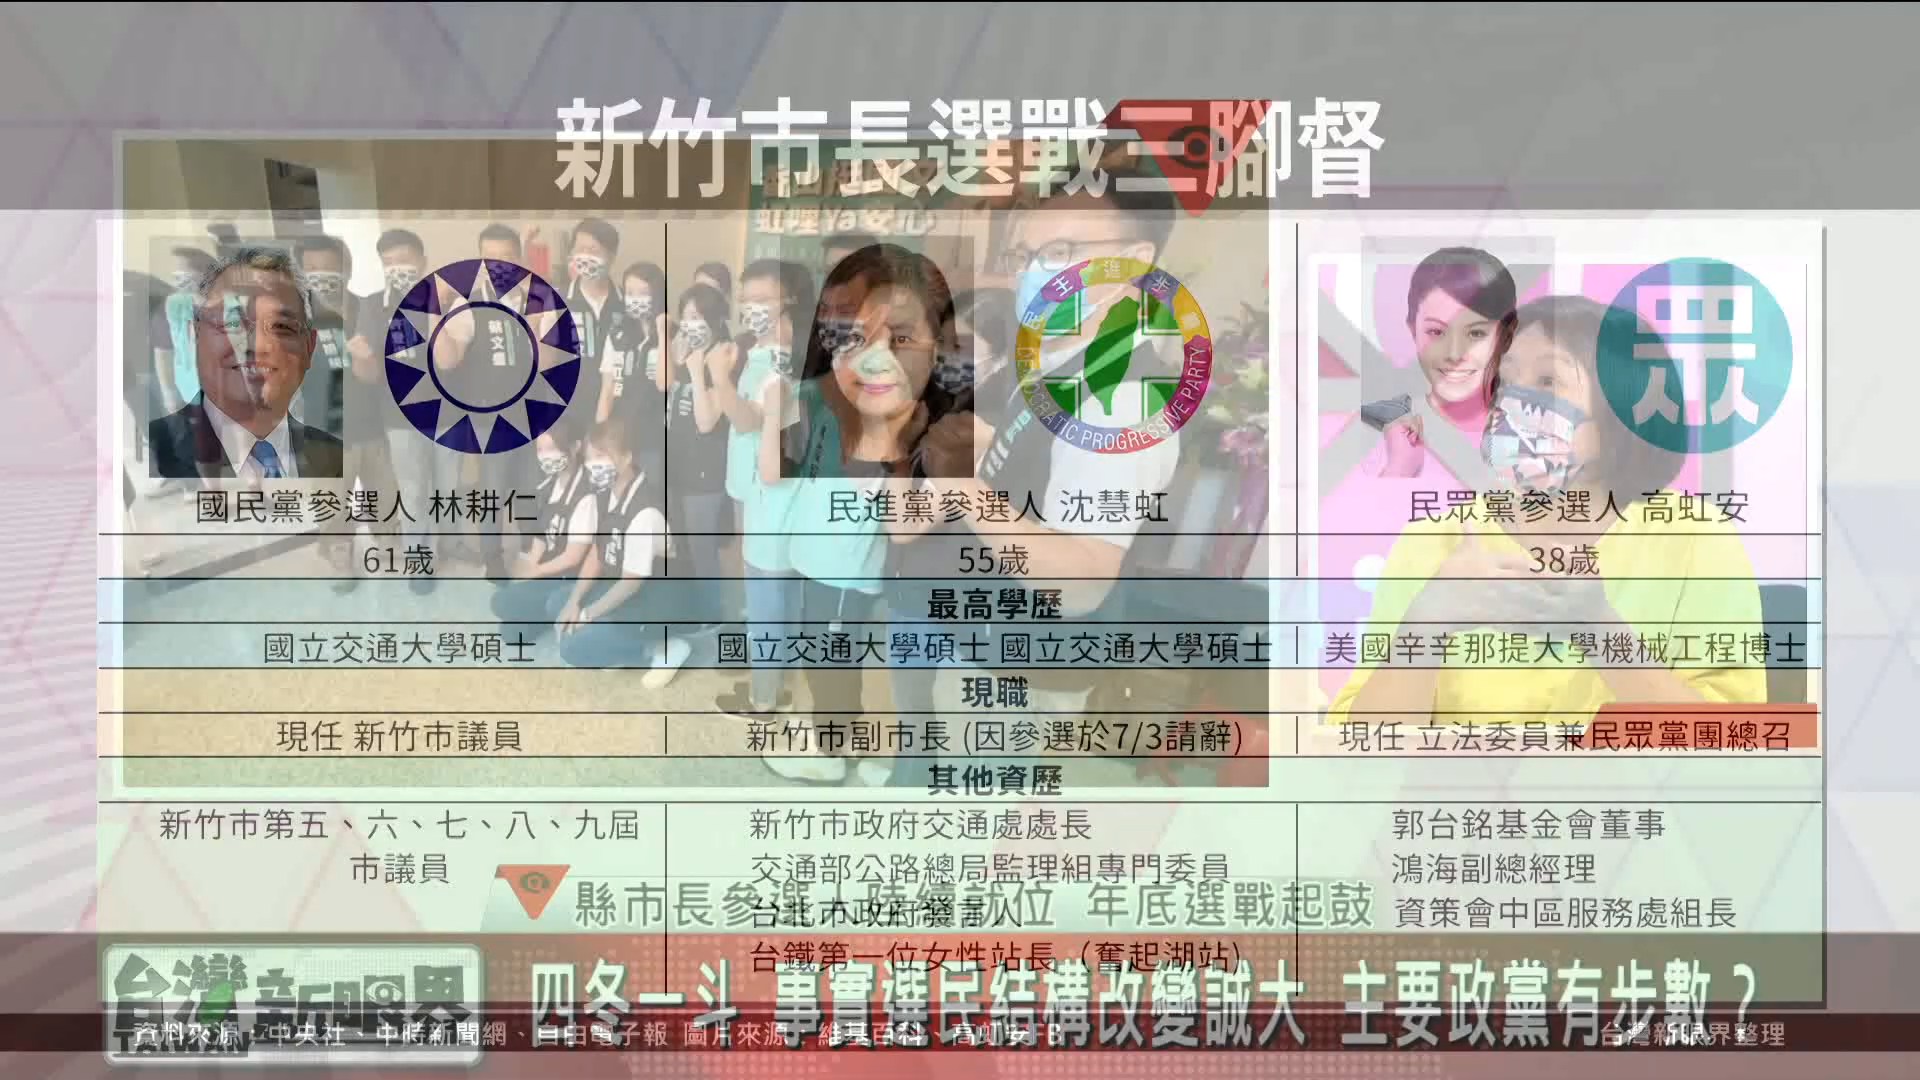 新竹市長選戰三腳督
DEMOCRATIC PROGRESSIVE PARTY
眾
國民黨參選人 林耕仁
民進黨參選人 沈慧虹
民眾黨參選人 高虹安
61歲
55歲
38歲
最高學歷
國立交通大學碩士
國立交通大學碩士 國立交通大學碩士
美國辛辛那提大學機械工程博士
現職
現任 新竹市議員
新竹市副市長 (因參選於7/3請辭)
現任 立法委員兼民眾黨團總召
其他資歷
新竹市第五、六、七、八、九屆
市議員
新竹市政府交通處處長
交通部公路總局監理組專門委員
台北市政府發言人
台鐵第一位女性站長（奮起湖站）
郭台銘基金會董事
鴻海副總經理
資策會中區服務處組長
縣市長參選人陸續就位 年底選戰起鼓
台灣新眼界
TAIWAN
四冬一斗 事實選民結構改變誠大 主要政黨有步數？
資料來源：中央社、中時新聞網、自由電子報 圖片來源：維基百科、高虹安FB
台灣新眼界整理